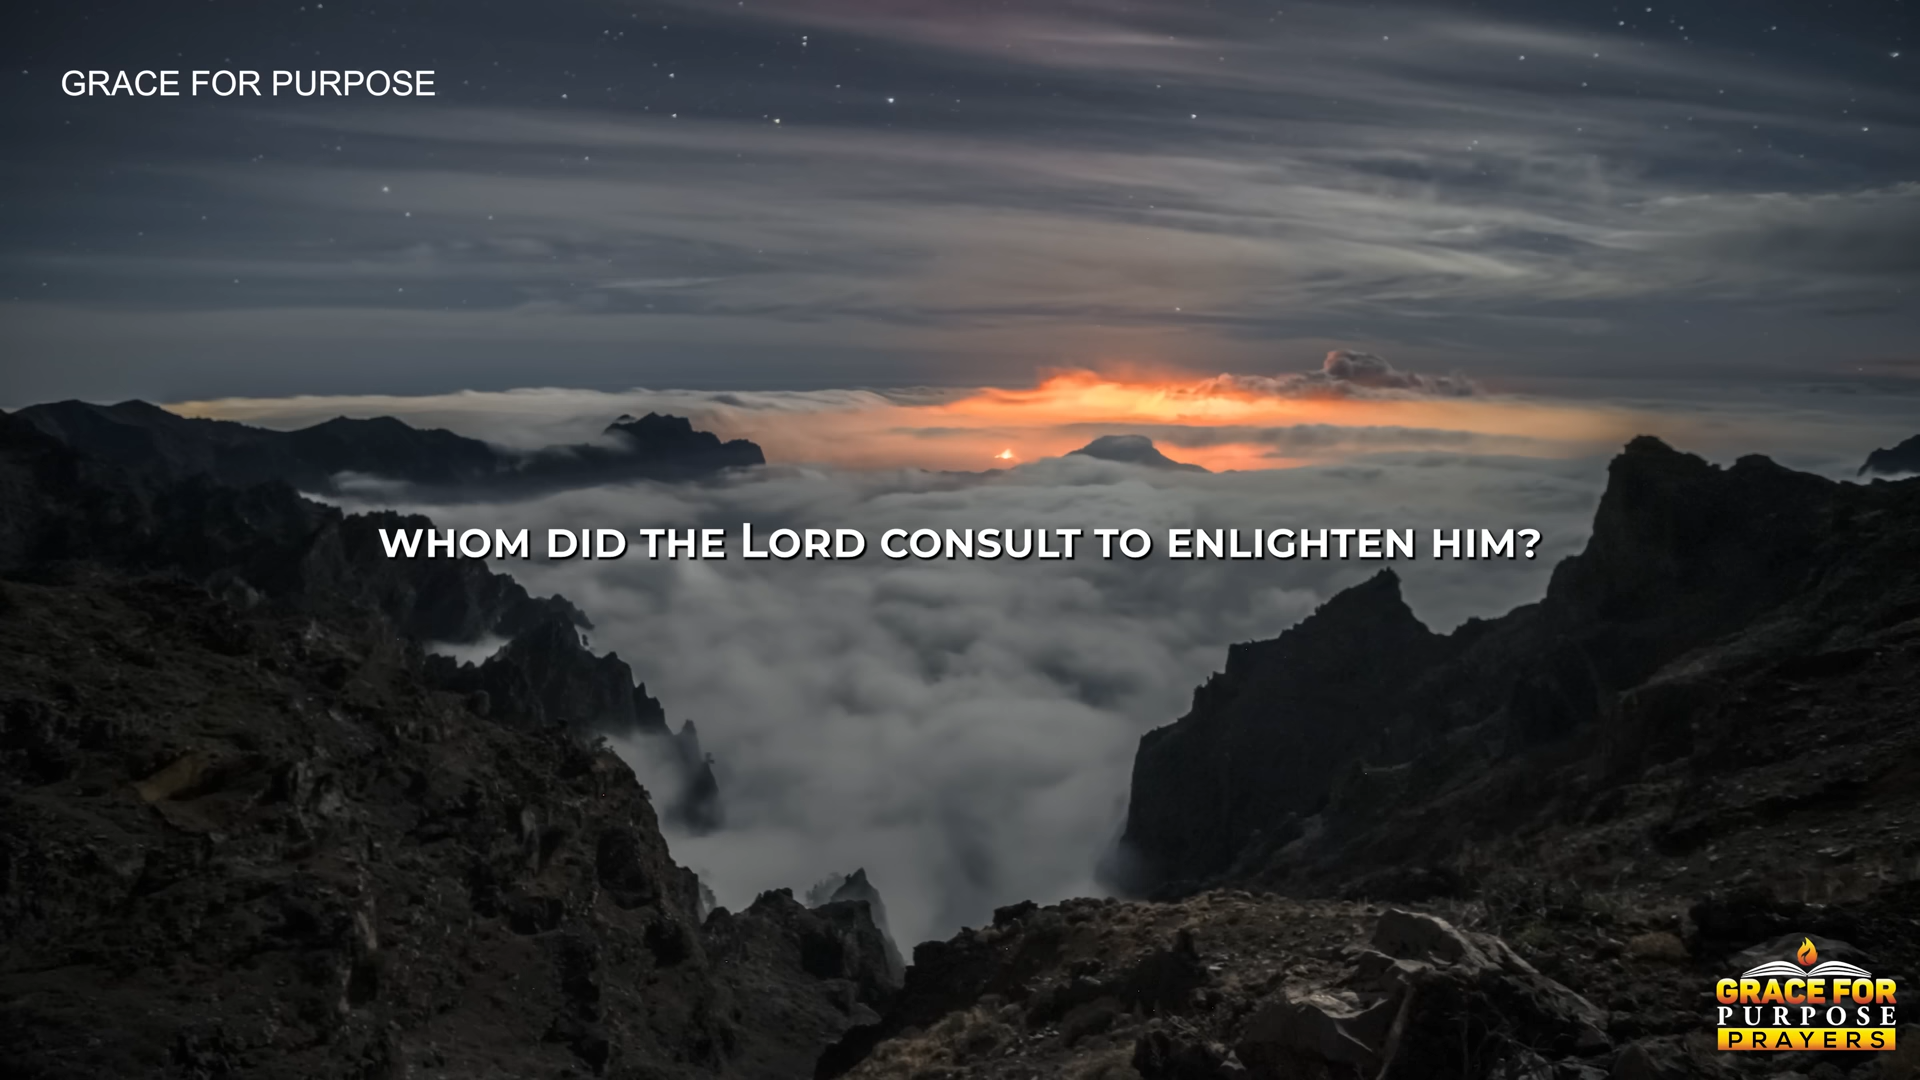 GRACE FOR PURPOSE
WHOM DID THE LORD CONSULT TO ENLIGHTEN HIM?
GRACE FOR
PURPOSE
PRAYERS